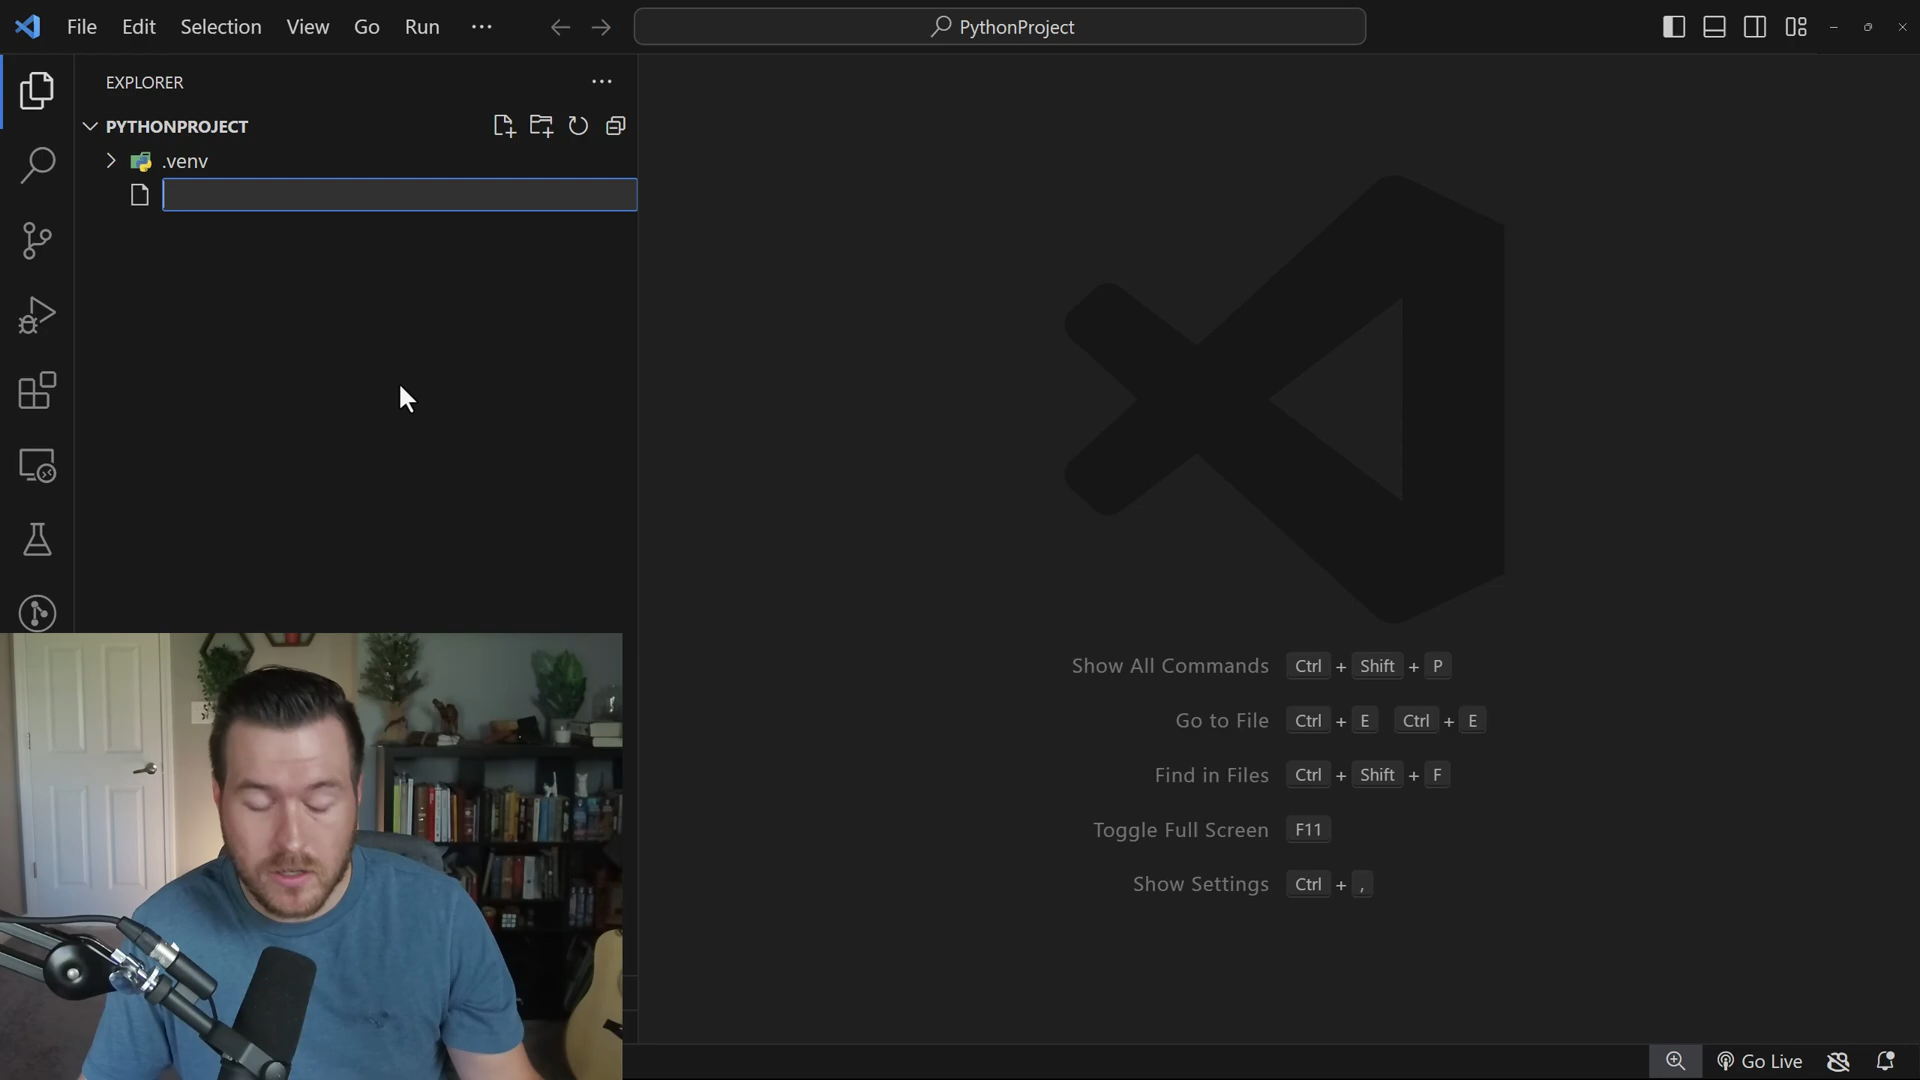 File Edit Selection View Go Run ... PythonProject
EXPLORER
PYTHONPROJECT
.venv
Show All Commands Ctrl + Shift + P
Go to File Ctrl + E Ctrl + E
Find in Files Ctrl + Shift + F
Toggle Full Screen F11
Show Settings Ctrl + ,
Go Live